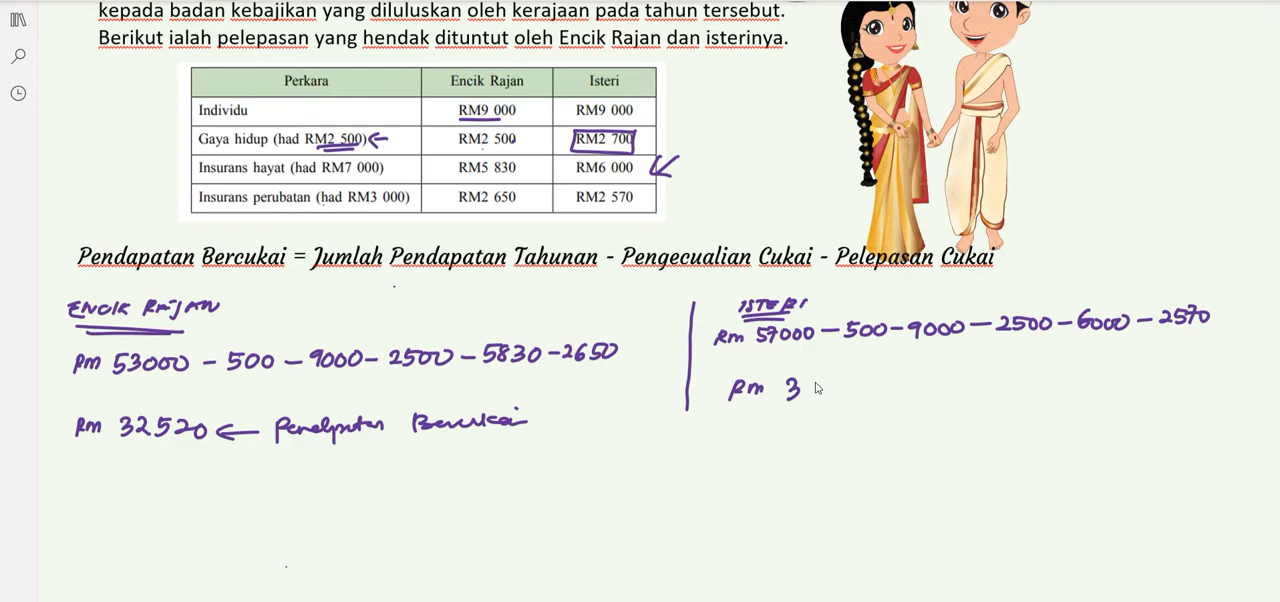 kepada badan kebajikan yang diluluskan oleh kerajaan pada tahun tersebut.
Berikut ialah pelepasan yang hendak dituntut oleh Encik Rajan dan isterinya.
Perkara Encik Rajan Isteri
Individu RM9 000 RM9 000
Gaya hidup (had RM2 500) RM2 500 RM2 700
Insurans hayat (had RM7 000) RM5 830 RM6 000
Insurans perubatan (had RM3 000) RM2 650 RM2 570
Pendapatan Bercukai = Jumlah Pendapatan Tahunan - Pengecualian Cukai - Pelepasan Cukai
ENCIK RAJAN
Rm 53000 - 500 - 9000 - 2500 - 5830 - 2650
Rm 32520 ← Pendapatan Bercukai
ISTERI
Rm 57000 - 500 - 9000 - 2500 - 6000 - 2570
Rm 3